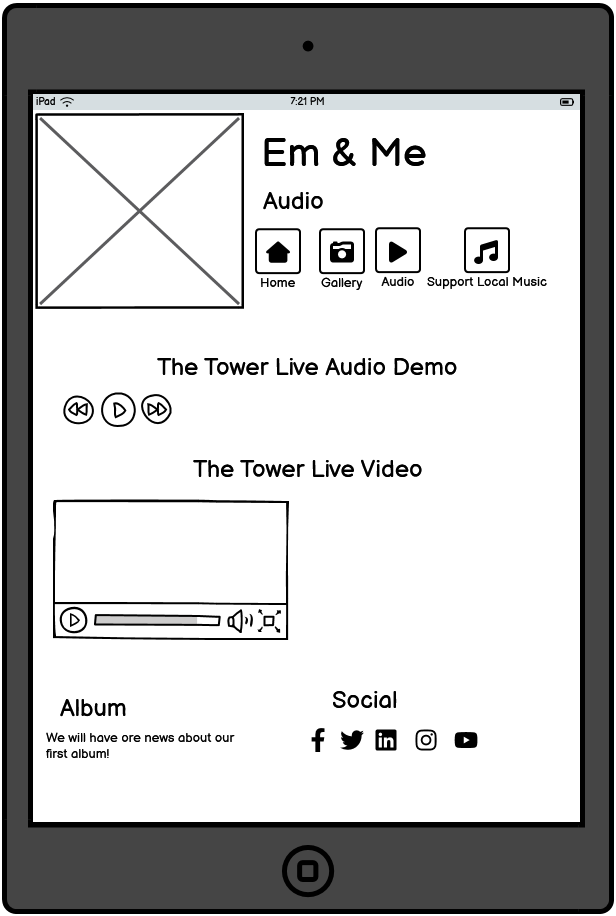 iPad 7:21 PM
Em & Me
Audio
Home Gallery Audio Support Local Music
The Tower Live Audio Demo
The Tower Live Video
Album
We will have ore news about our
first album!
Social